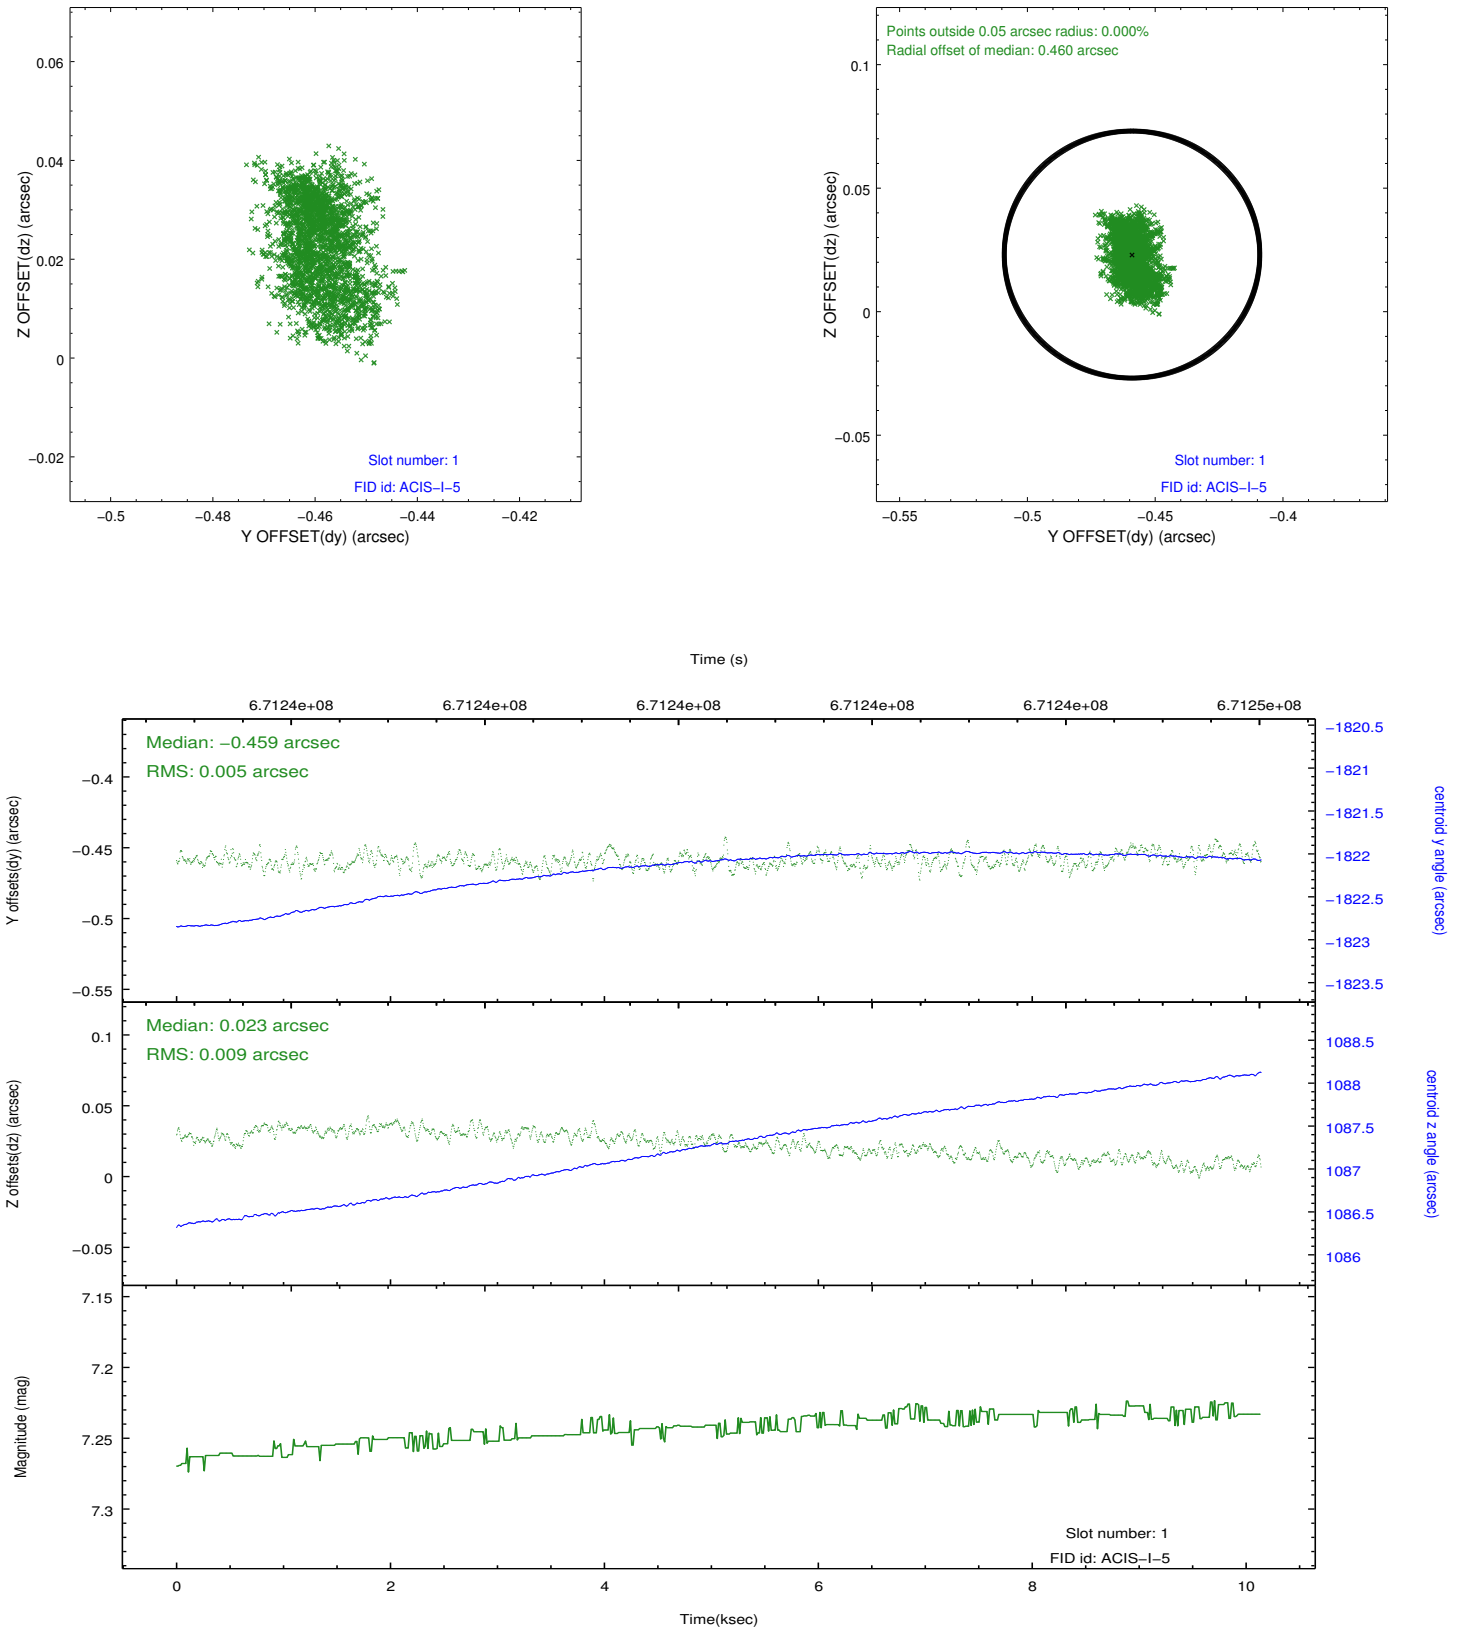 0.06
0.04
0.02
0
−0.02
Z OFFSET(dz) (arcsec)
−0.5
−0.48
−0.46
−0.44
−0.42
Y OFFSET(dy) (arcsec)
Slot number: 1
FID id: ACIS−I−5
Points outside 0.05 arcsec radius: 0.000%
Radial offset of median: 0.460 arcsec
0.1
0.05
0
−0.05
Z OFFSET(dz) (arcsec)
−0.55
−0.5
−0.45
−0.4
Y OFFSET(dy) (arcsec)
Slot number: 1
FID id: ACIS−I−5
Time (s)
6.7124e+08
6.7124e+08
6.7124e+08
6.7124e+08
6.7124e+08
6.7125e+08
Median: −0.459 arcsec
RMS: 0.005 arcsec
−0.4
−0.45
−0.5
−0.55
Y offsets(dy) (arcsec)
−1820.5
−1821
−1821.5
−1822
−1822.5
−1823
−1823.5
centroid y angle (arcsec)
Median: 0.023 arcsec
RMS: 0.009 arcsec
0.1
0.05
0
−0.05
Z offsets(dz) (arcsec)
1088.5
1088
1087.5
1087
1086.5
1086
centroid z angle (arcsec)
7.15
7.2
7.25
7.3
Magnitude (mag)
Slot number: 1
FID id: ACIS−I−5
0
2
4
6
8
10
Time(ksec)